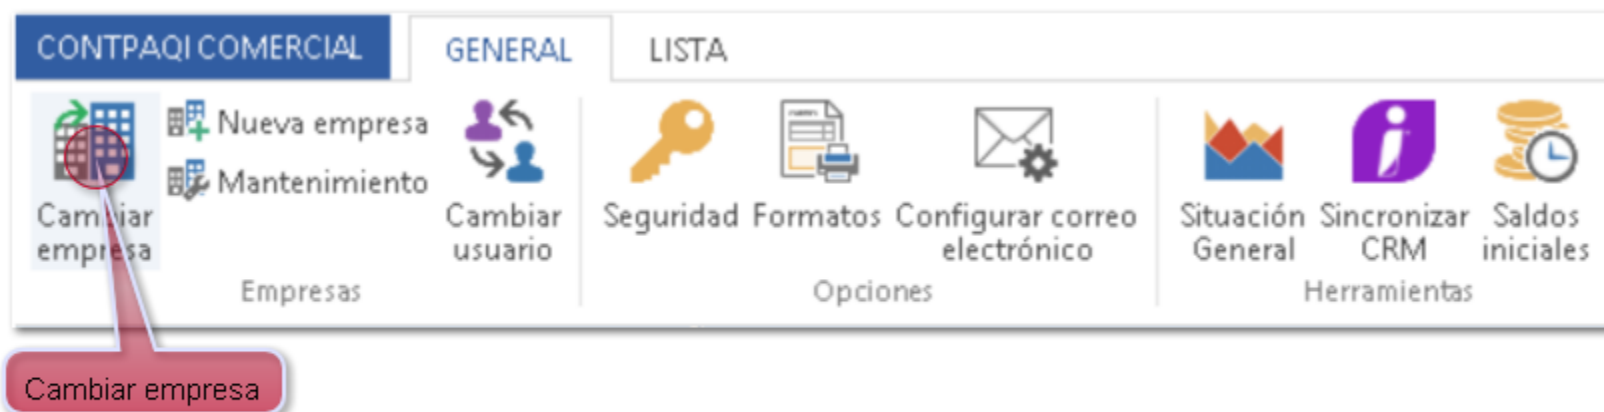 CONTPAQI COMERCIAL GENERAL LISTA
Nueva empresa
Mantenimiento
Cambiar
empresa
Cambiar
usuario
Empresas
Seguridad Formatos Configurar correo
electrónico
Opciones
Situación Sincronizar Saldos
General CRM iniciales
Herramientas
Cambiar empresa